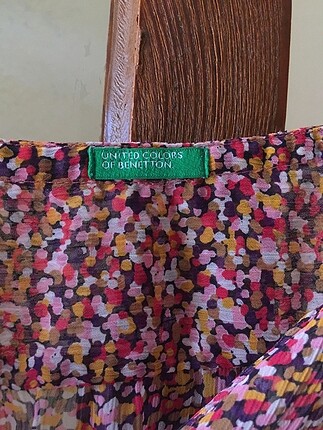 UNITED COLORS
OF BENETTON.